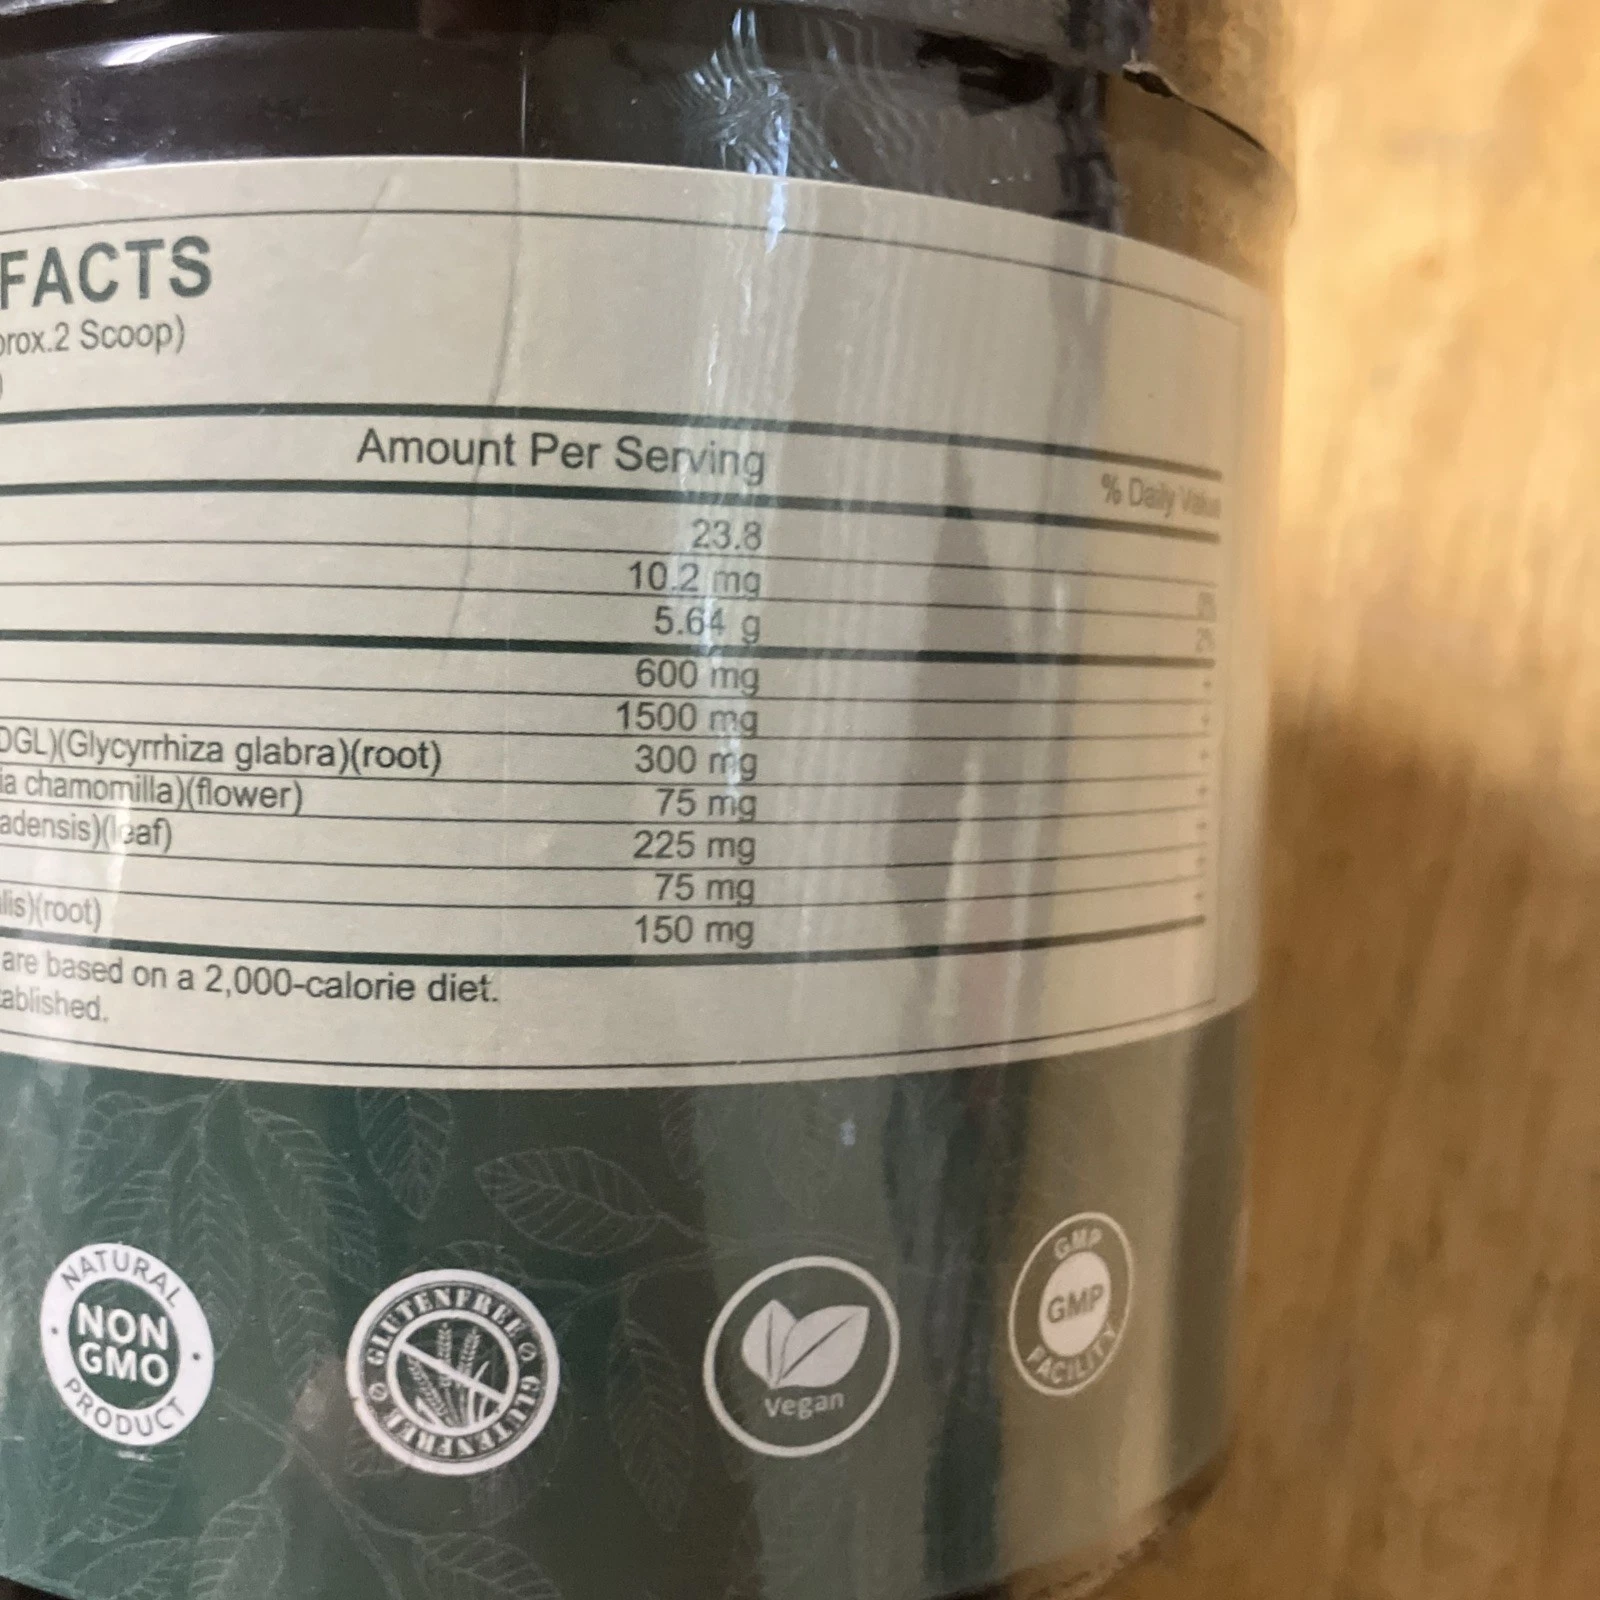 FACTS
prox.2 Scoop)
)
Amount Per Serving % Daily Value
23.8
10.2 mg 0%
5.64 g 2%
600 mg
1500 mg
DGL)(Glycyrrhiza glabra)(root) 300 mg
ia chamomilla)(flower) 75 mg
adensis)(leaf) 225 mg
75 mg
lis)(root) 150 mg
are based on a 2,000-calorie diet.
tablished.
NATURAL
NON
GMO
PRODUCT
GLUTENFREE
GLUTENFREE
Vegan
GMP
GMP
FACILITY